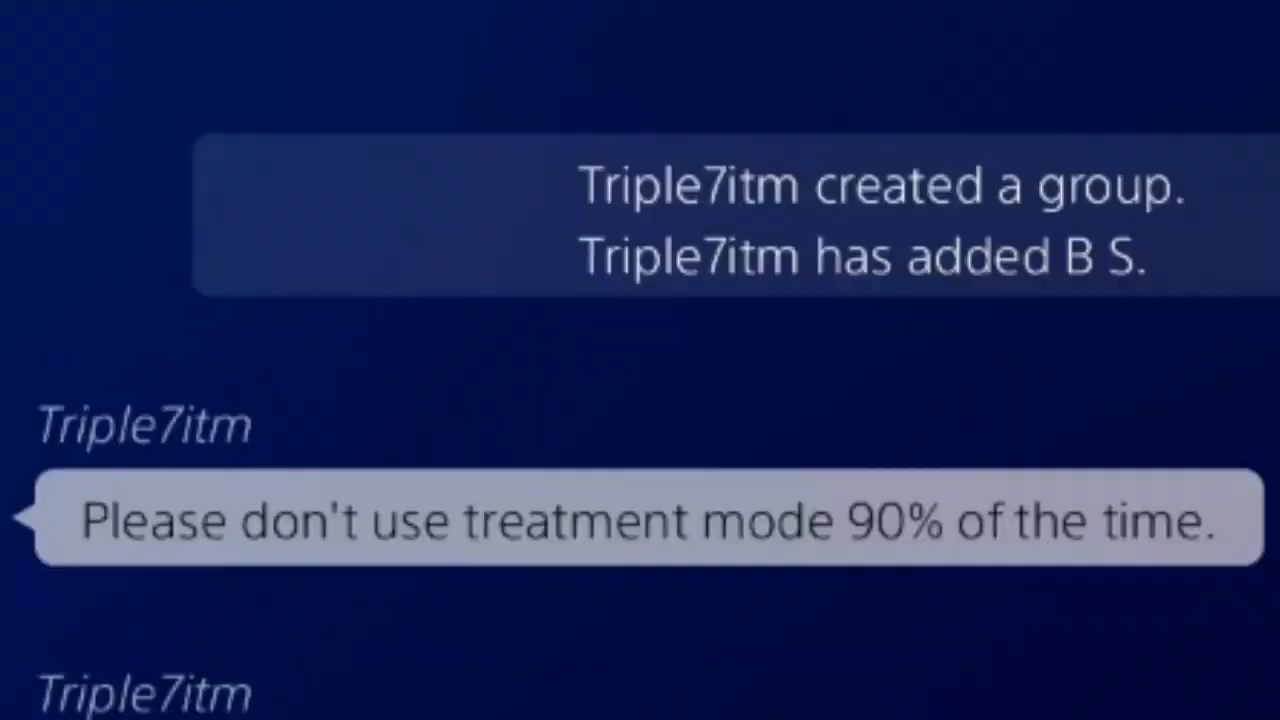 Triple7itm created a group.
Triple7itm has added B S.
Triple7itm
Please don't use treatment mode 90% of the time.
Triple7itm